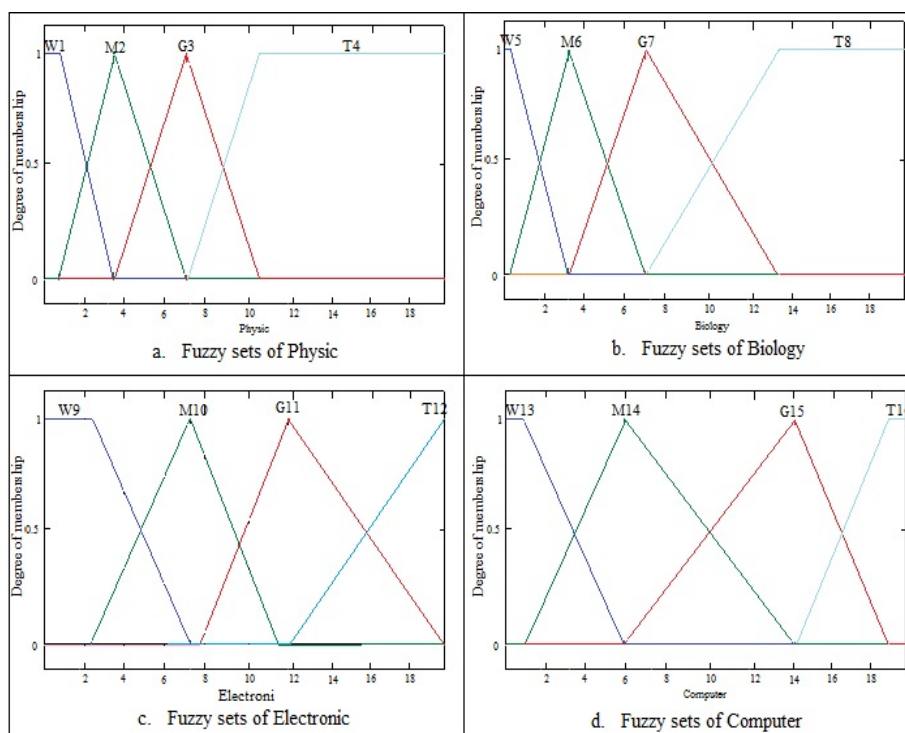 W1 M2 G3 T4
Degree of membership
1
0.5
0
2 4 6 8 10 12 14 16 18
Physic
a. Fuzzy sets of Physic
W5 M6 G7 T8
Degree of membership
1
0.5
0
2 4 6 8 10 12 14 16 18
Biology
b. Fuzzy sets of Biology
W9 M10 G11 T12
Degree of membership
1
0.5
0
2 4 6 8 10 12 14 16 18
Electroni
c. Fuzzy sets of Electronic
W13 M14 G15
Degree of membership
1
0.5
0
2 4 6 8 10 12 14 16 18
Computer
d. Fuzzy sets of Computer